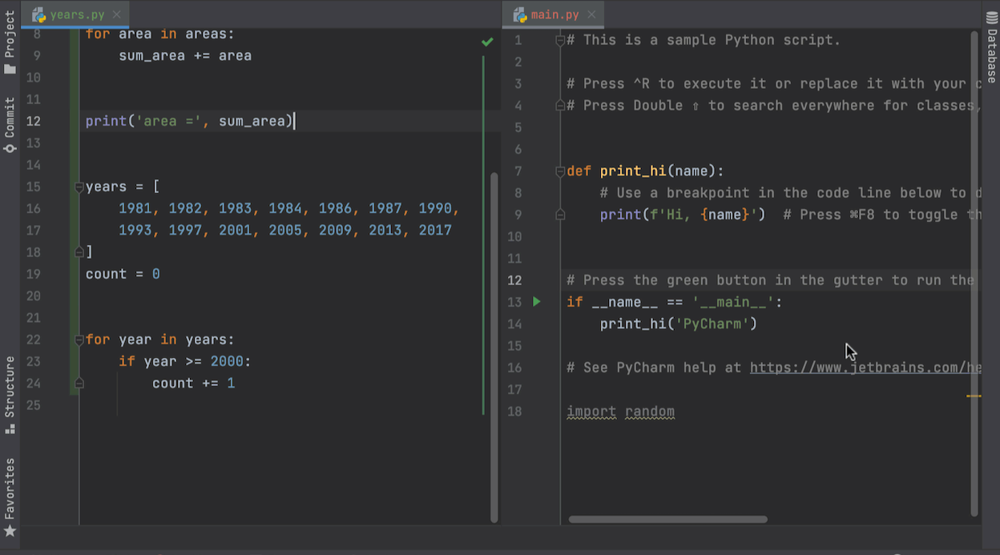 Project
Commit
Structure
Favorites
years.py
8 for area in areas:
9 sum_area += area
10
11
12 print('area =', sum_area)
13
14
15 years = [
16 1981, 1982, 1983, 1984, 1986, 1987, 1990,
17 1993, 1997, 2001, 2005, 2009, 2013, 2017
18 ]
19 count = 0
20
21
22 for year in years:
23 if year >= 2000:
24 count += 1
25
main.py
1 # This is a sample Python script.
2
3 # Press ^R to execute it or replace it with your c
4 # Press Double ⇧ to search everywhere for classes,
5
6
7 def print_hi(name):
8 # Use a breakpoint in the code line below to d
9 print(f'Hi, {name}') # Press ⌘F8 to toggle th
10
11
12 # Press the green button in the gutter to run the
13 if __name__ == '__main__':
14 print_hi('PyCharm')
15
16 # See PyCharm help at https://www.jetbrains.com/he
17
18 import random
Database